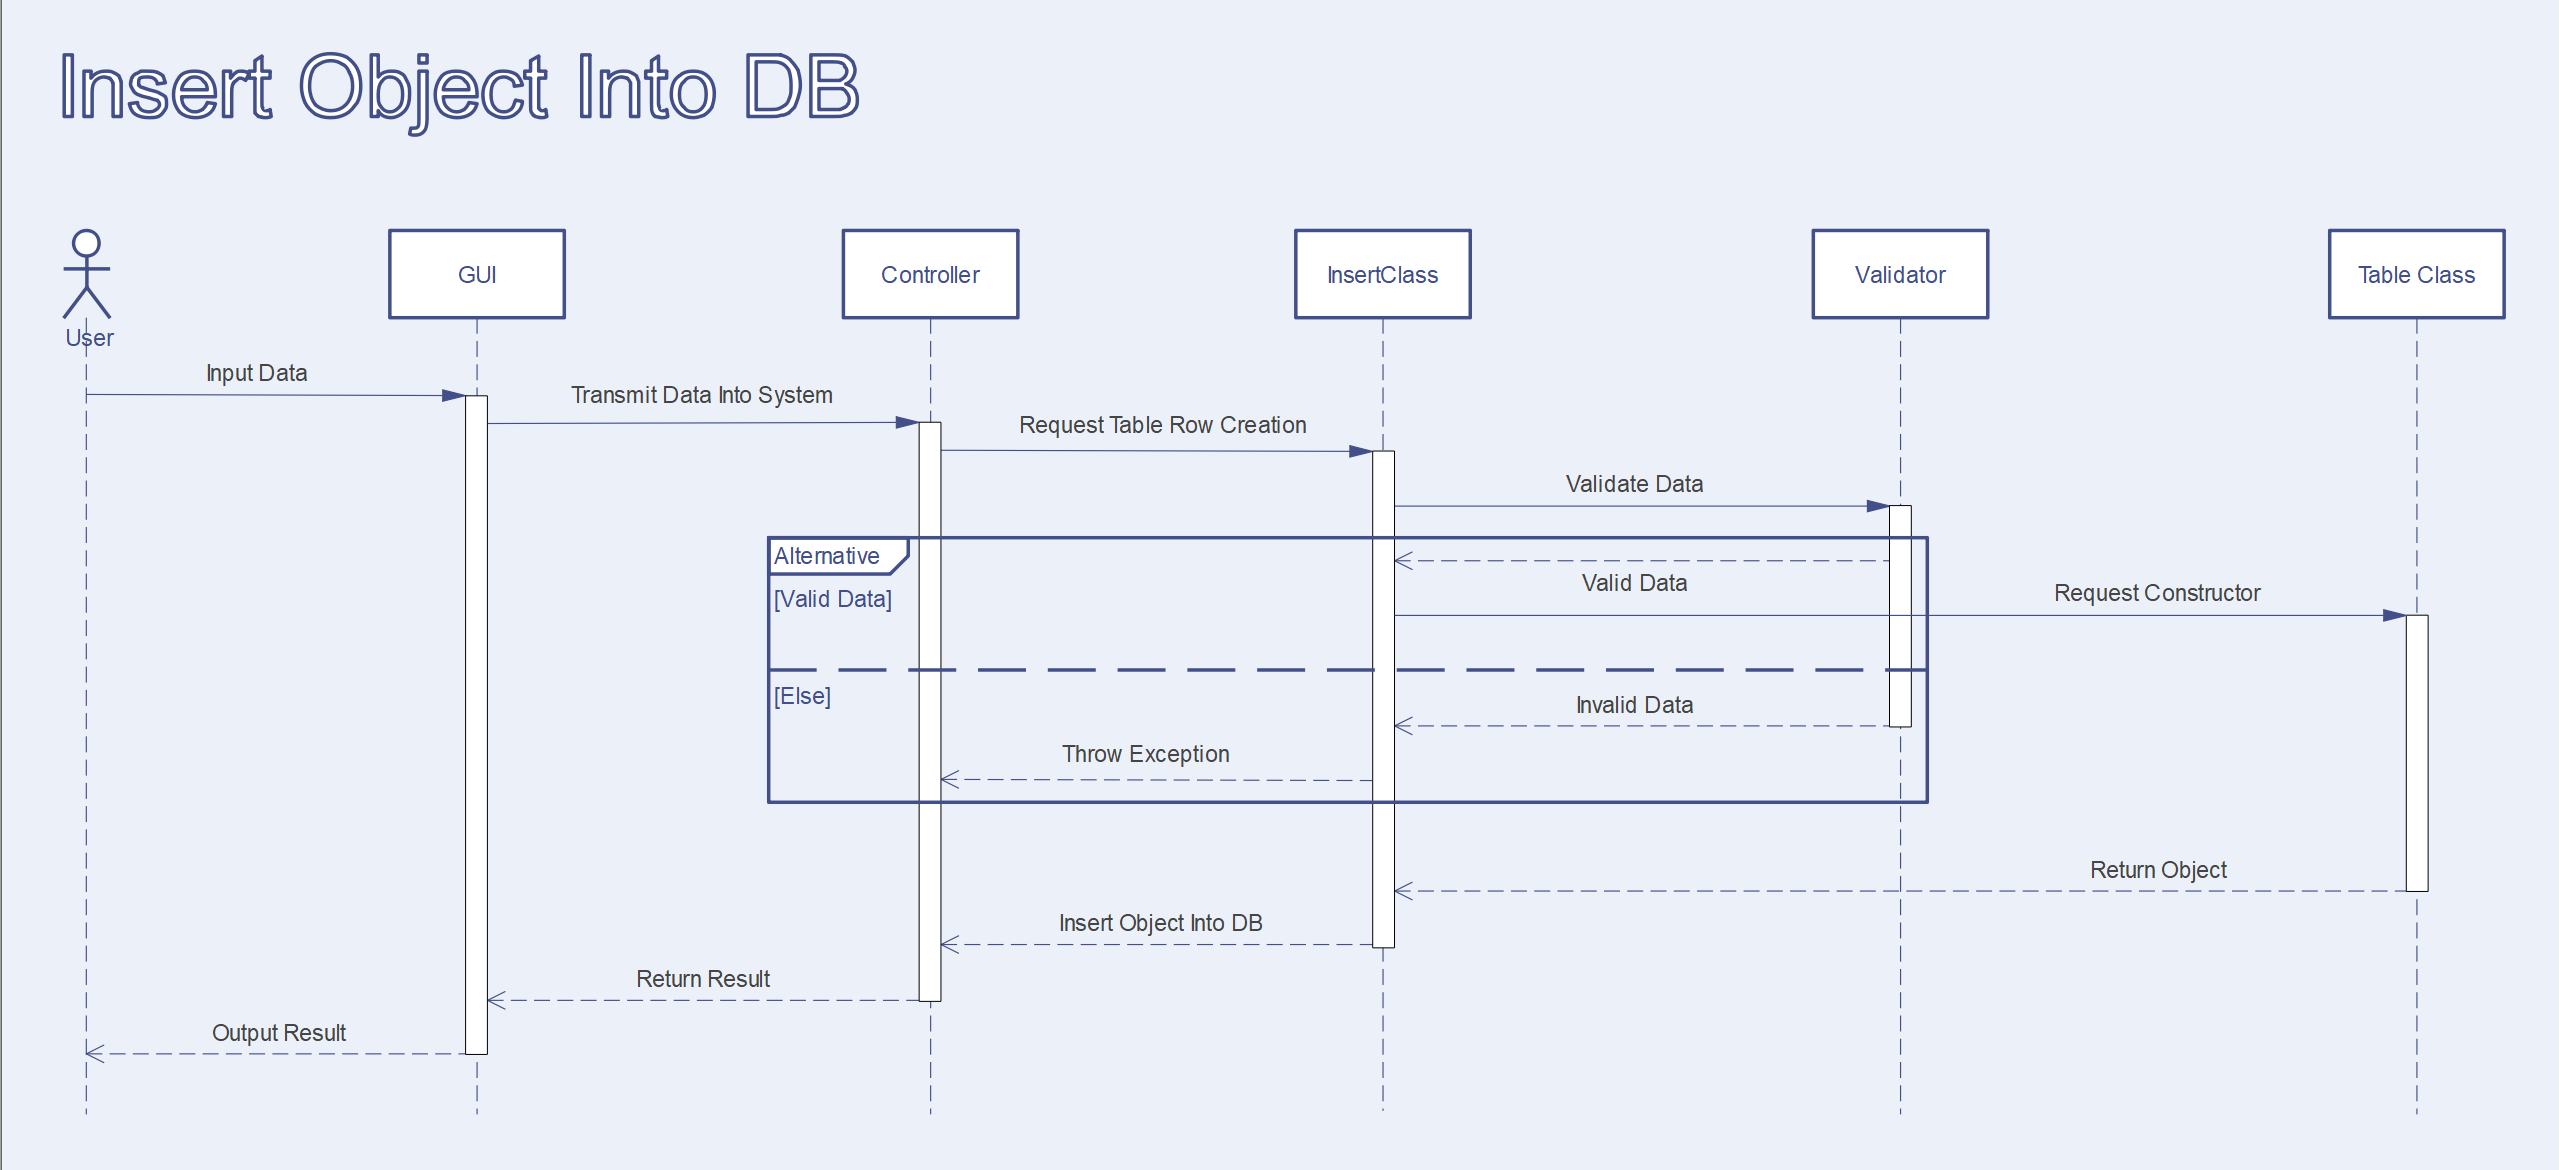 Insert Object Into DB
User
GUI
Controller
InsertClass
Validator
Table Class
Input Data
Transmit Data Into System
Request Table Row Creation
Validate Data
Alternative
[Valid Data]
Valid Data
Request Constructor
[Else]
Invalid Data
Throw Exception
Return Object
Insert Object Into DB
Return Result
Output Result